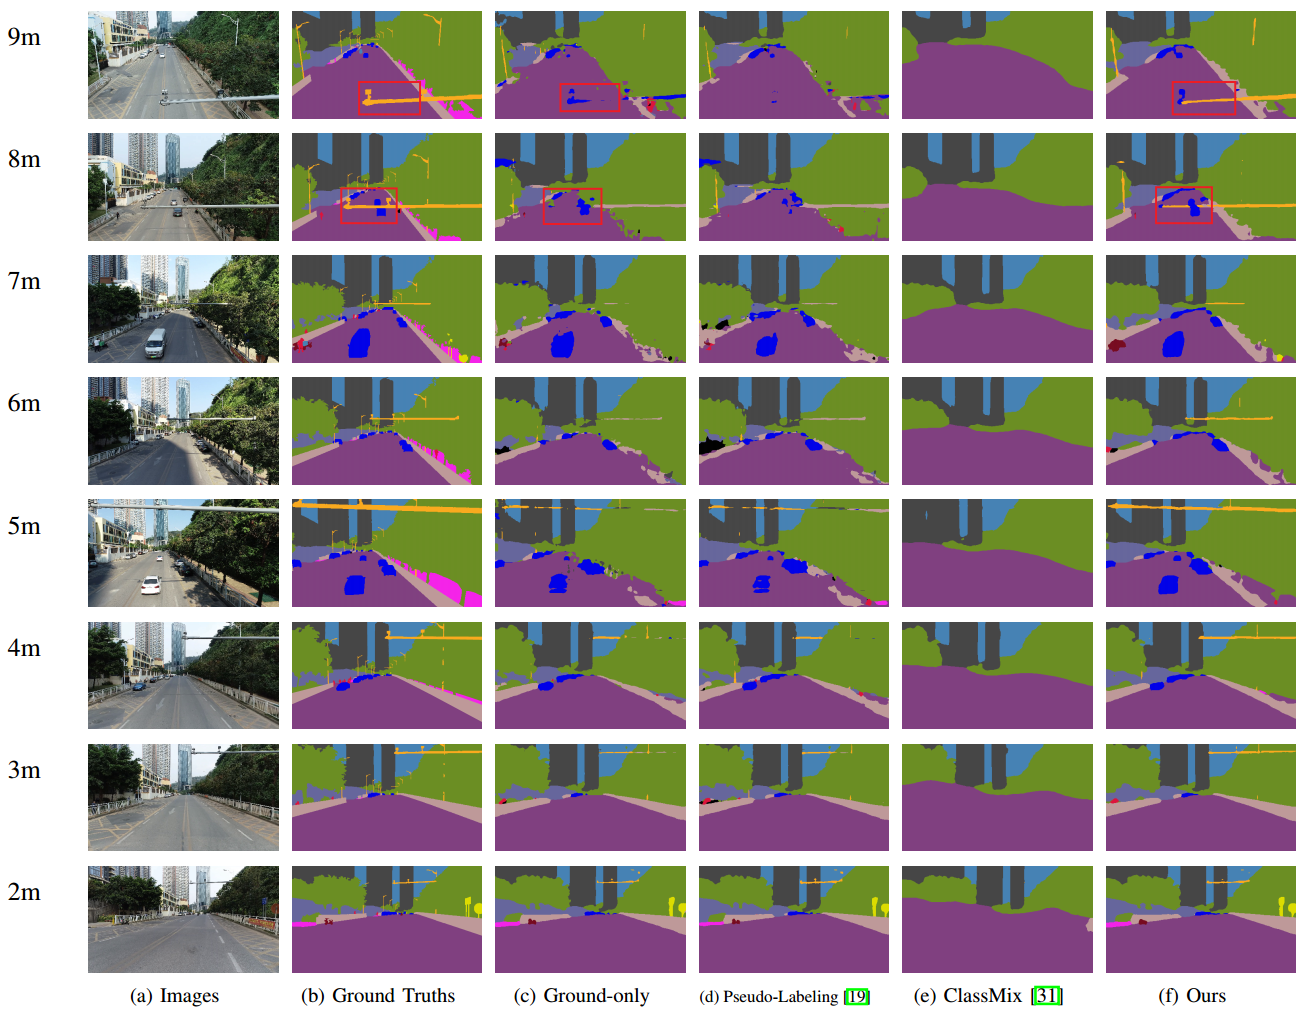 9m
8m
7m
6m
5m
4m
3m
2m
(a) Images
(b) Ground Truths
(c) Ground-only
(d) Pseudo-Labeling [19]
(e) ClassMix [31]
(f) Ours